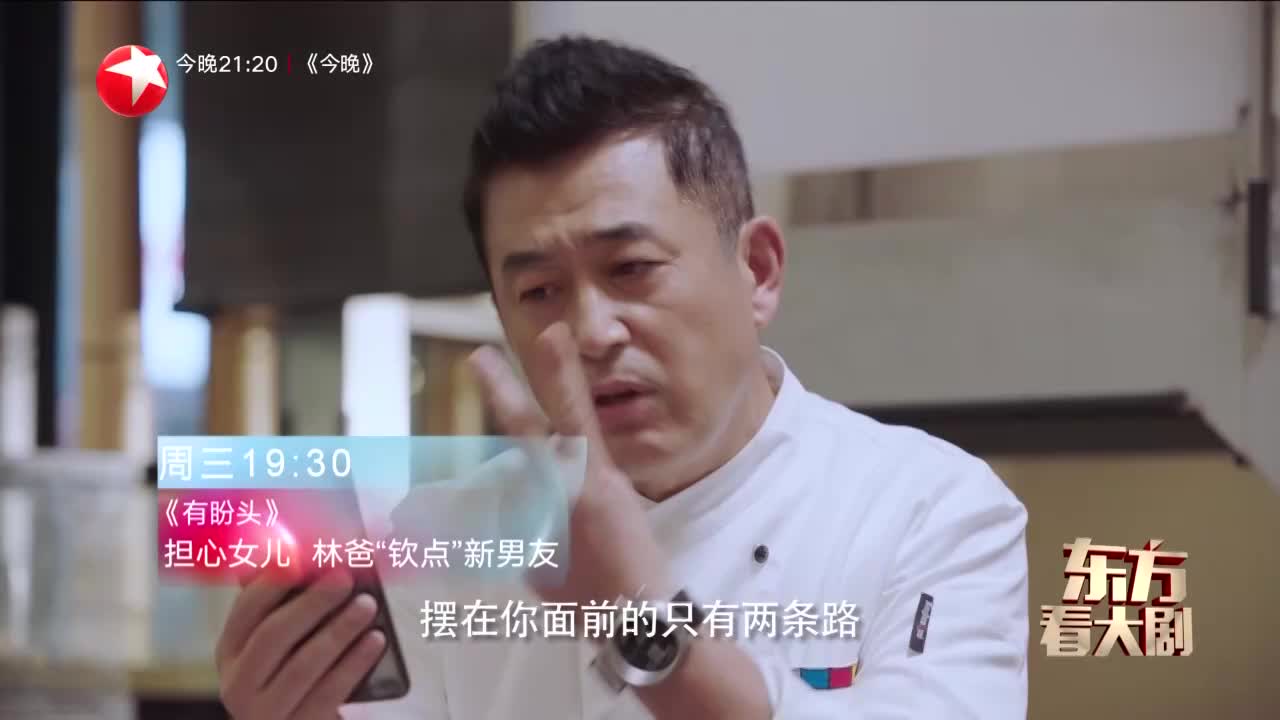 今晚21:20 《今晚》
周三19:30
《有盼头》
担心女儿 林爸“钦点”新男友
摆在你面前的只有两条路
东方
看大剧